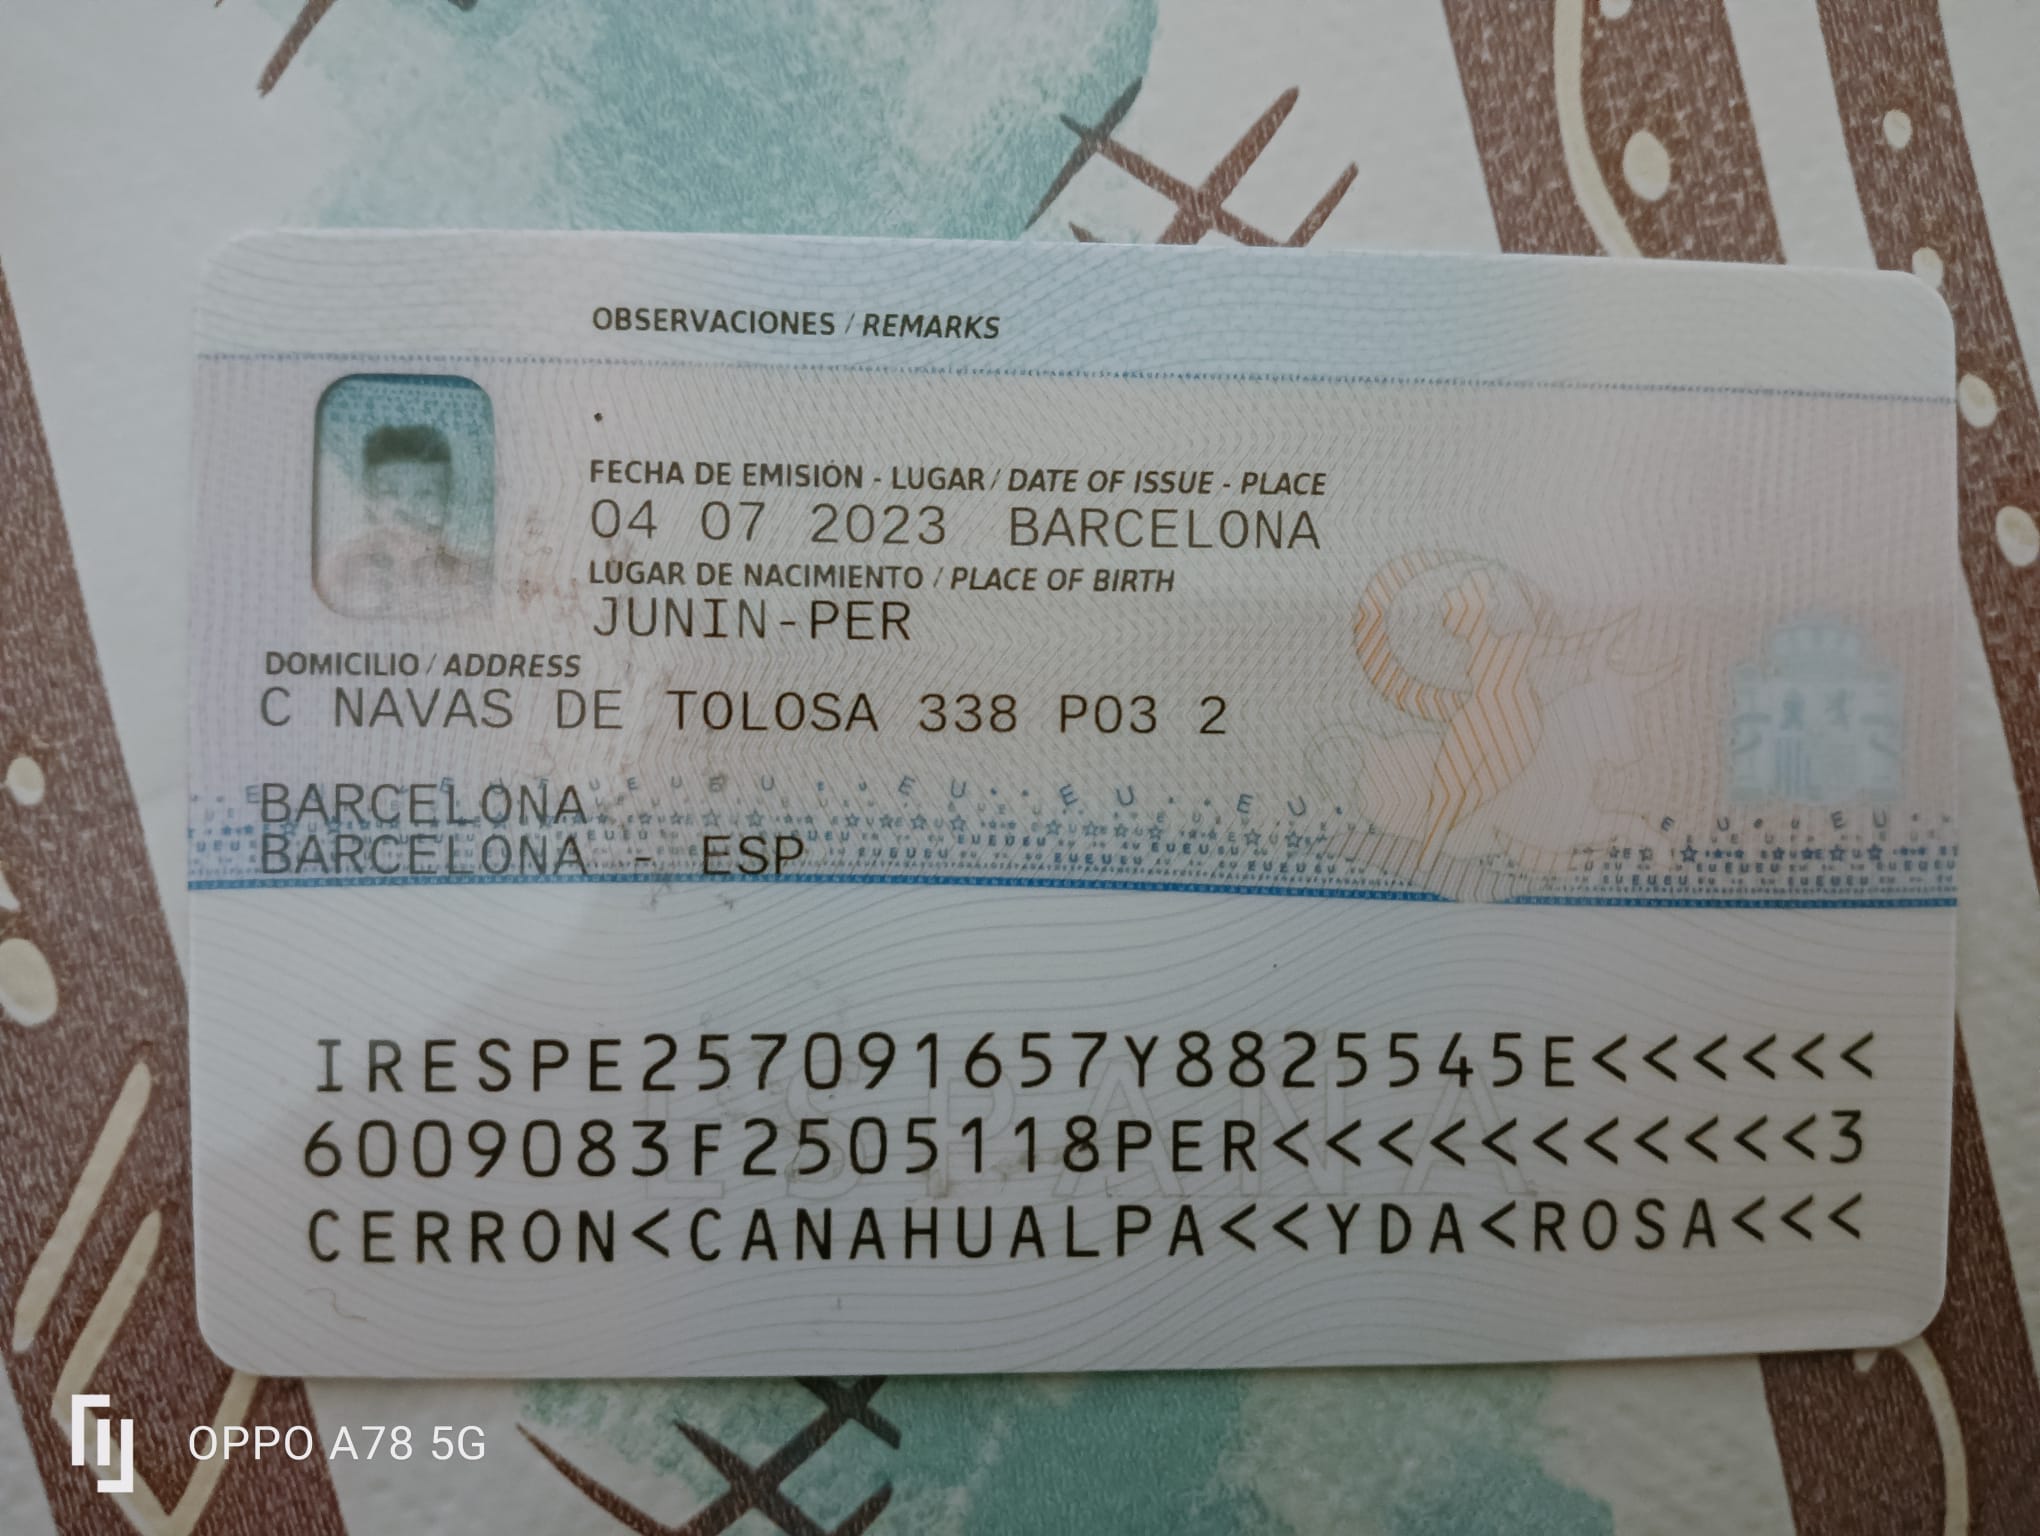 OBSERVACIONES / REMARKS
FECHA DE EMISIÓN - LUGAR / DATE OF ISSUE - PLACE
04 07 2023 BARCELONA
LUGAR DE NACIMIENTO / PLACE OF BIRTH
JUNIN-PER
DOMICILIO / ADDRESS
C NAVAS DE TOLOSA 338 P03 2
BARCELONA
BARCELONA - ESP
ESPAÑA
IRESPE257091657Y8825545E<<<<<<
6009083F2505118PER<<<<<<<<<<<3
CERRON<CANAHUALPA<<YDA<ROSA<<<
OPPO A78 5G